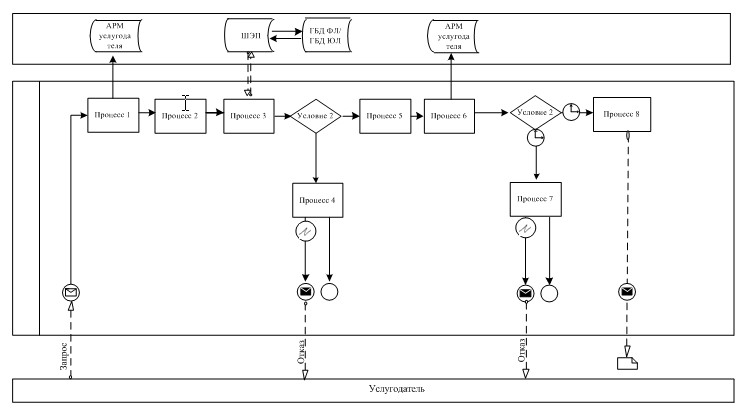 АРМ
услугода
теля
ШЭП
ГБД ФЛ/
ГБД ЮЛ
АРМ
услугода
теля
Процесс 1
Процесс 2
Процесс 3
Условие 2
Процесс 5
Процесс 6
Условие 2
Процесс 8
Процесс 4
Процесс 7
Запрос
Отказ
Отказ
Услугодатель